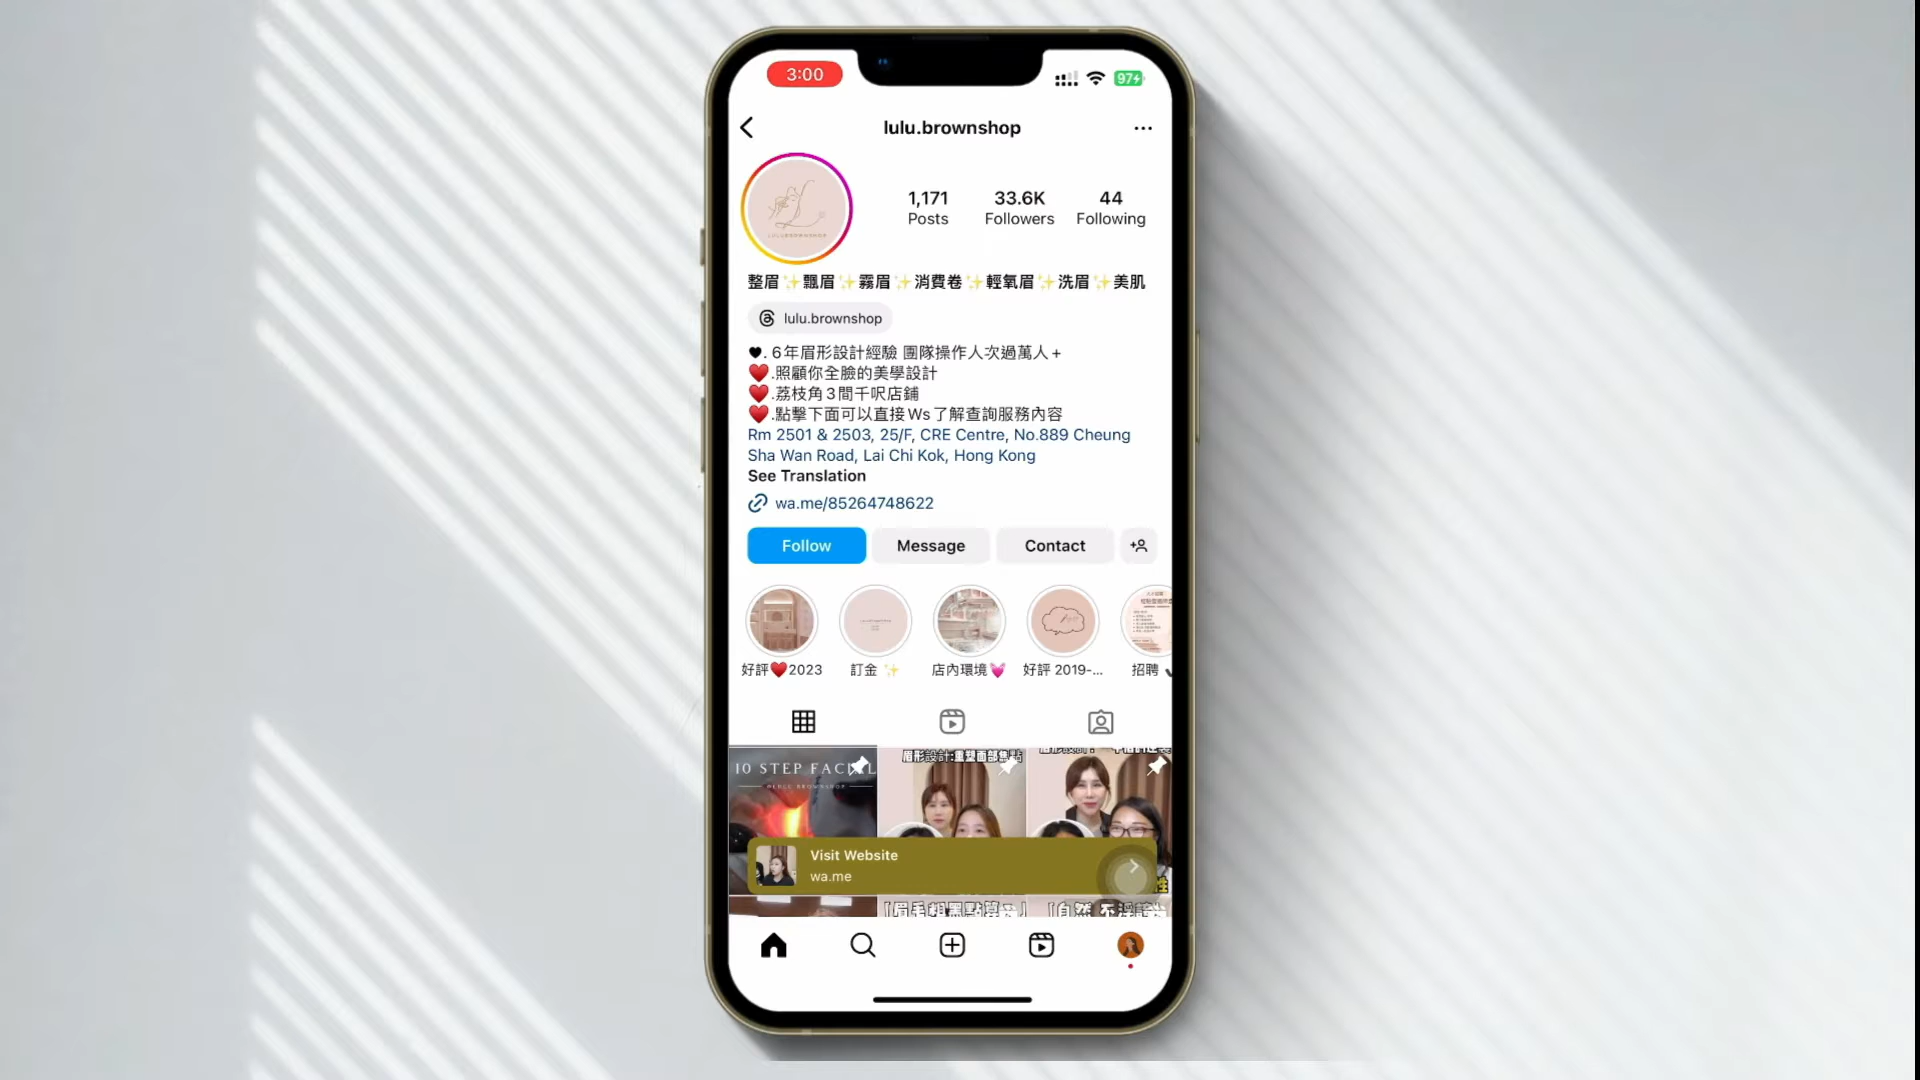 3:00
97
lulu.brownshop
1,171
Posts
33.6K
Followers
44
Following
整眉✨飄眉✨霧眉✨消費卷✨輕氧眉✨洗眉✨美肌
lulu.brownshop
🖤. 6年眉形設計經驗 團隊操作人次過萬人+
♥️.照顧你全臉的美學設計
♥️.荔枝角3間千呎店鋪
♥️.點擊下面可以直接Ws了解查詢服務內容
Rm 2501 & 2503, 25/F, CRE Centre, No.889 Cheung
Sha Wan Road, Lai Chi Kok, Hong Kong
See Translation
wa.me/85264748622
Follow
Message
Contact
好評♥️2023
訂金 ✨
店內環境💓
好評 2019-...
招聘
10 STEP FACIAL
@LULU.BROWNSHOP
眉形設計:重塑面部焦點
Visit Website
wa.me